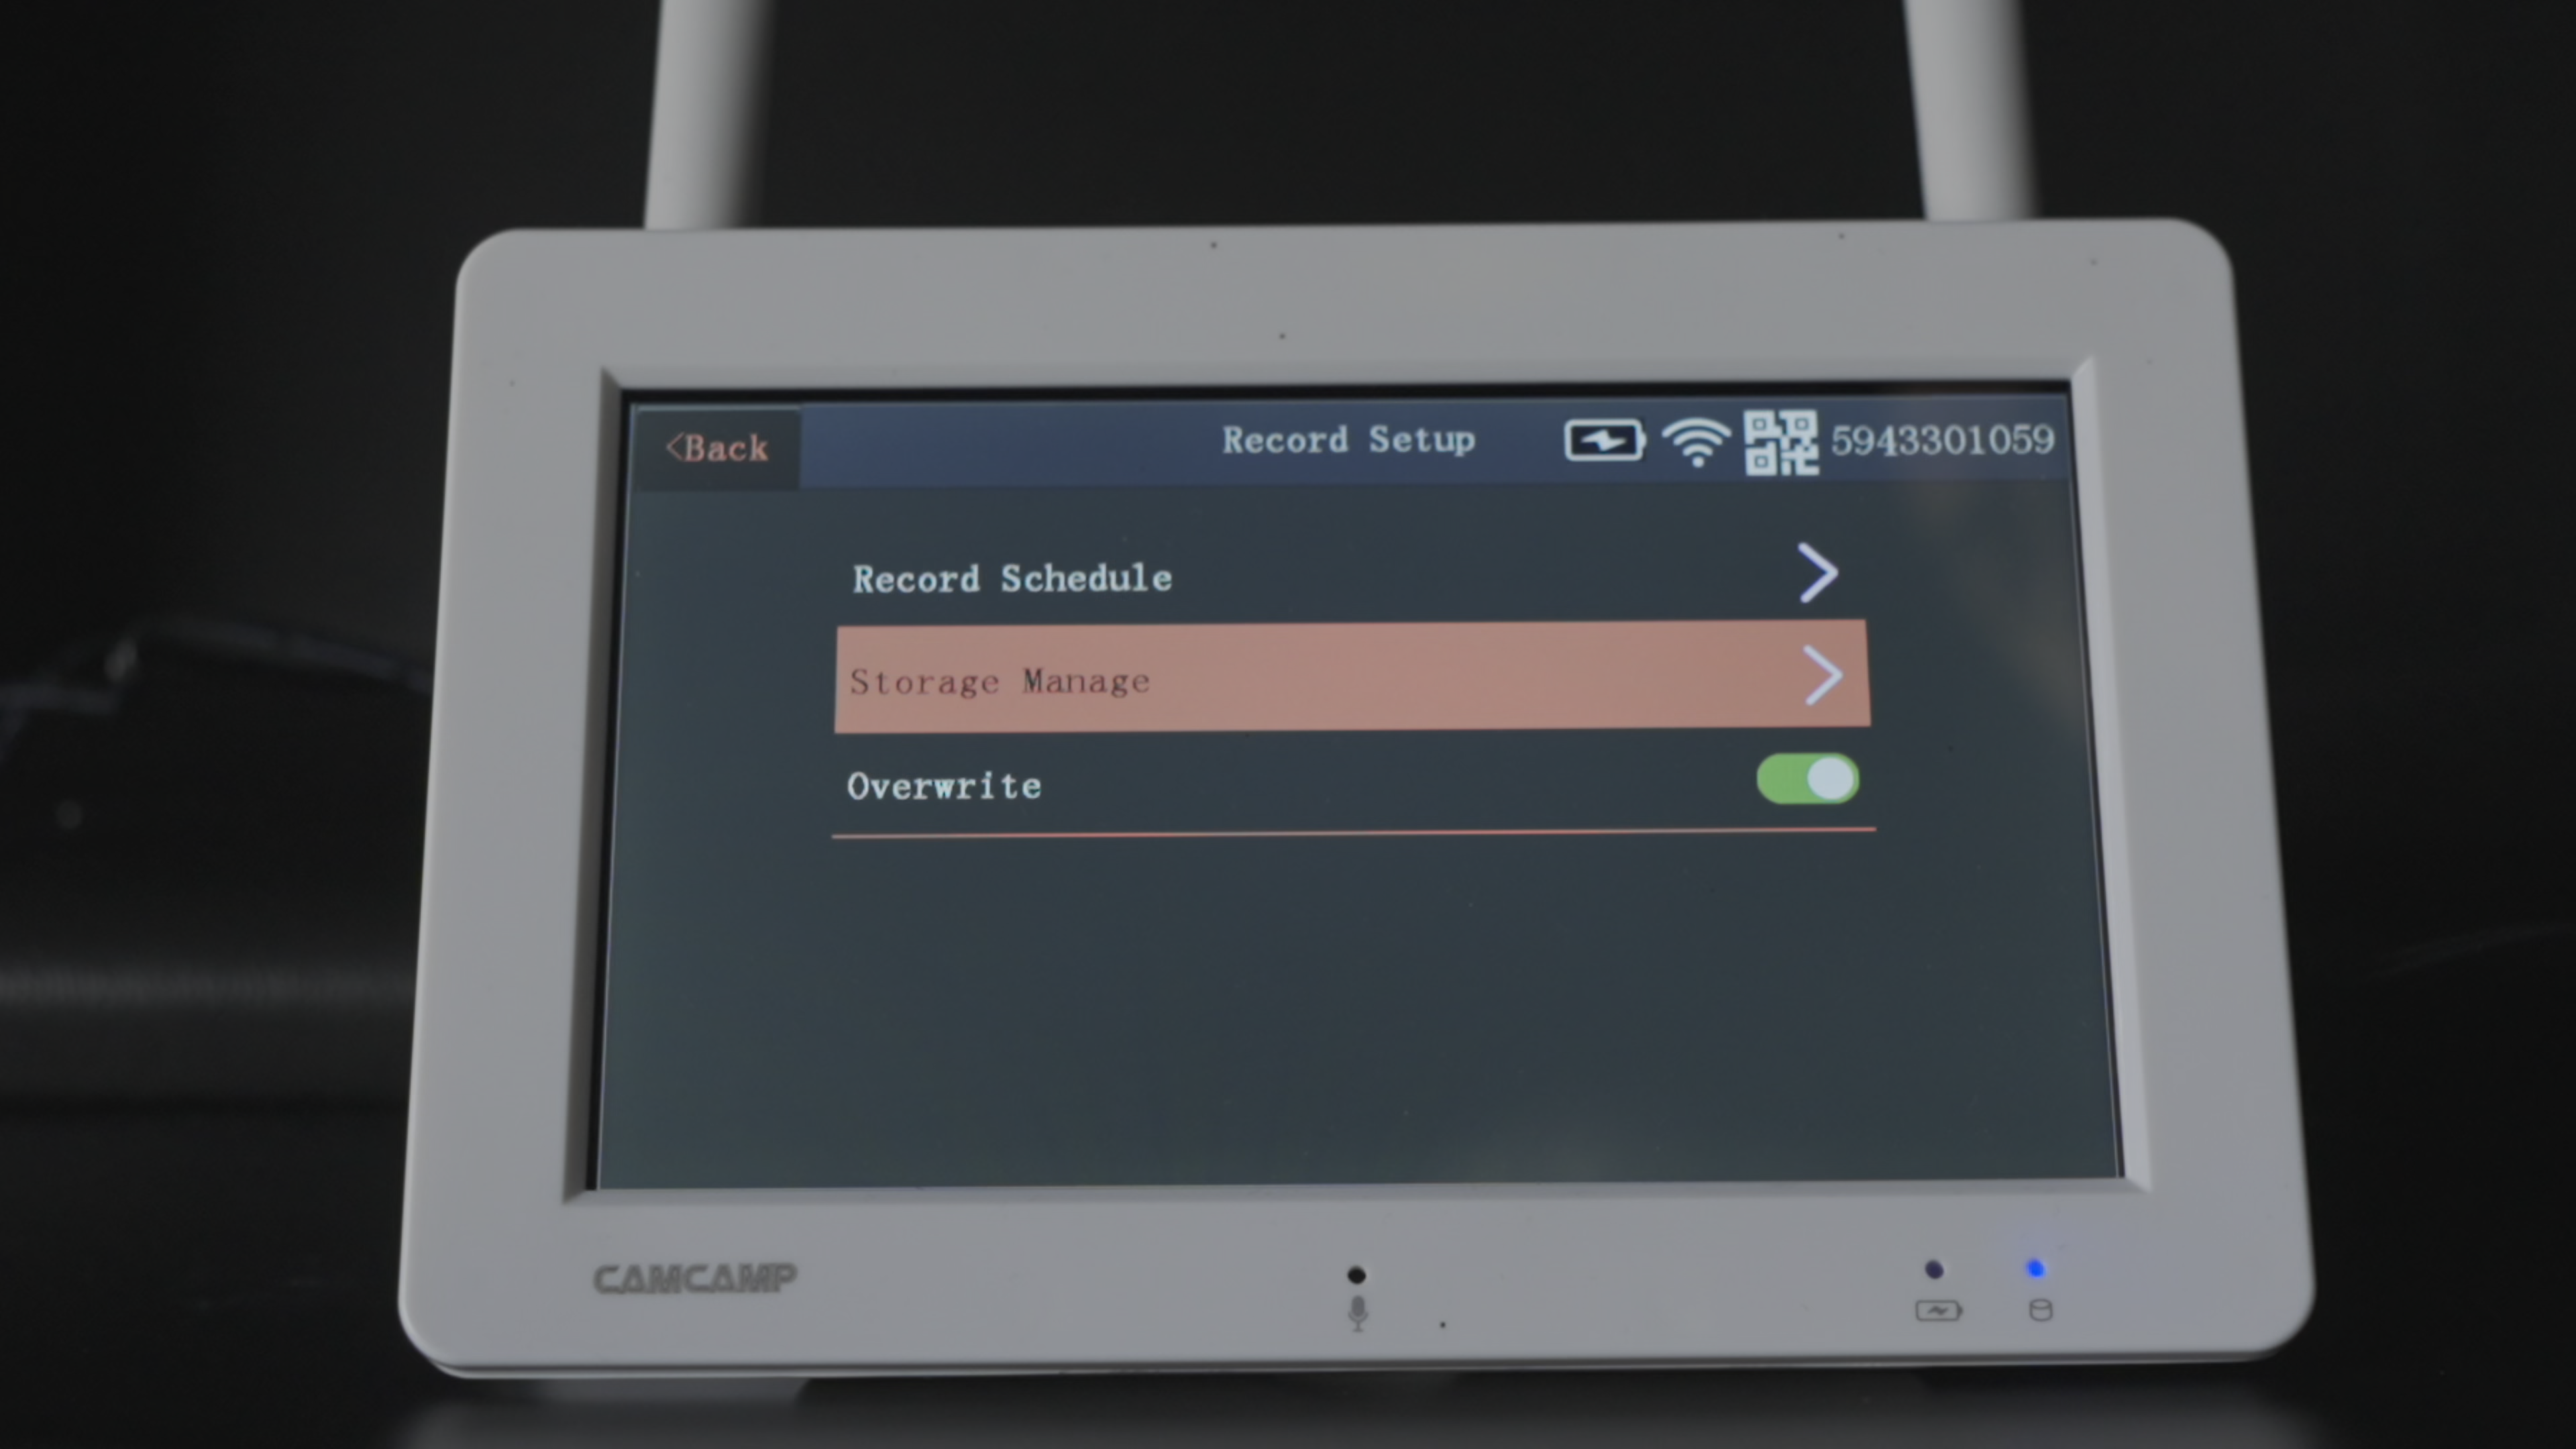 <Back
Record Setup
5943301059
Record Schedule
Storage Manage
Overwrite
CAMCAMP